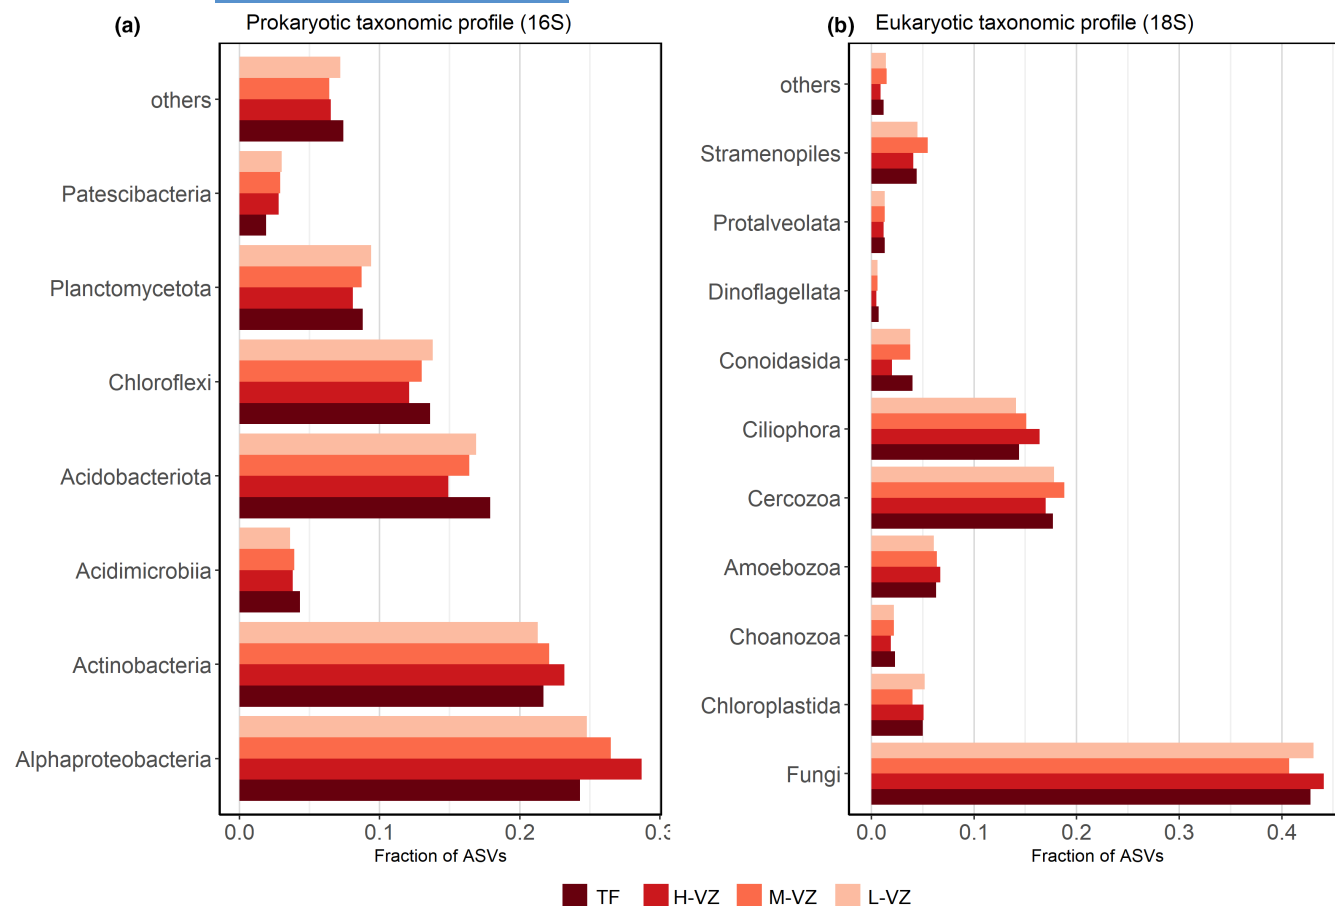 (a) Prokaryotic taxonomic profile (16S)
others
Patescibacteria
Planctomycetota
Chloroflexi
Acidobacteriota
Acidimicrobiia
Actinobacteria
Alphaproteobacteria
0.0 0.1 0.2
Fraction of ASVs
(b) Eukaryotic taxonomic profile (18S)
others
Stramenopiles
Protalveolata
Dinoflagellata
Conoidasida
Ciliophora
Cercozoa
Amoebozoa
Choanozoa
Chloroplastida
Fungi
0.0 0.1 0.2 0.3 0.4
Fraction of ASVs
TF H-VZ M-VZ L-VZ